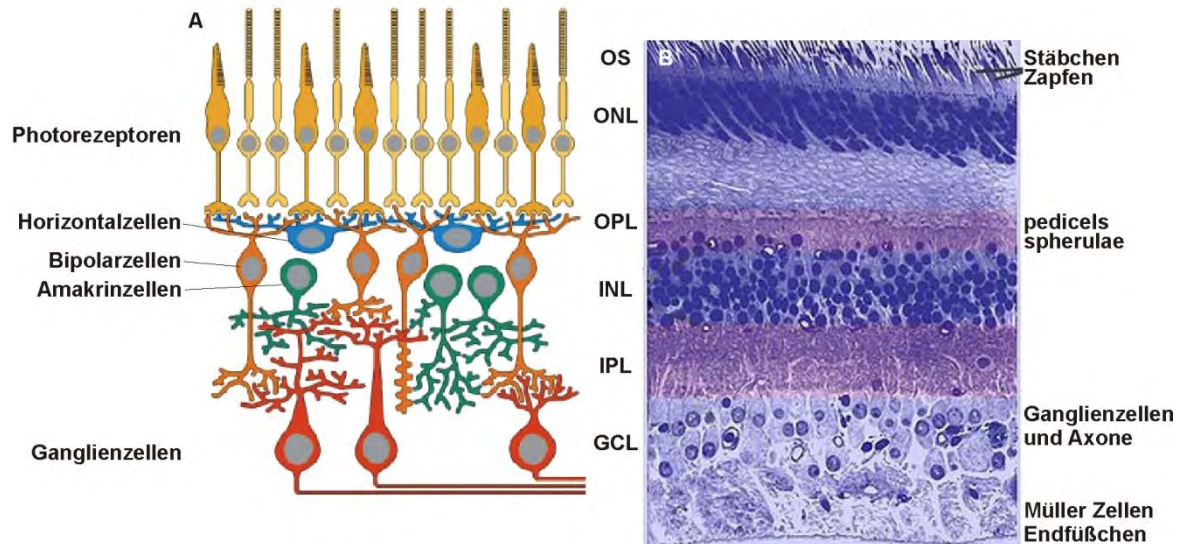 A
Photorezeptoren
Horizontalzellen
Bipolarzellen
Amakrinzellen
Ganglienzellen
OS
ONL
OPL
INL
IPL
GCL
B
Stäbchen
Zapfen
pedicels
spherulae
Ganglienzellen
und Axone
Müller Zellen
Endfüßchen